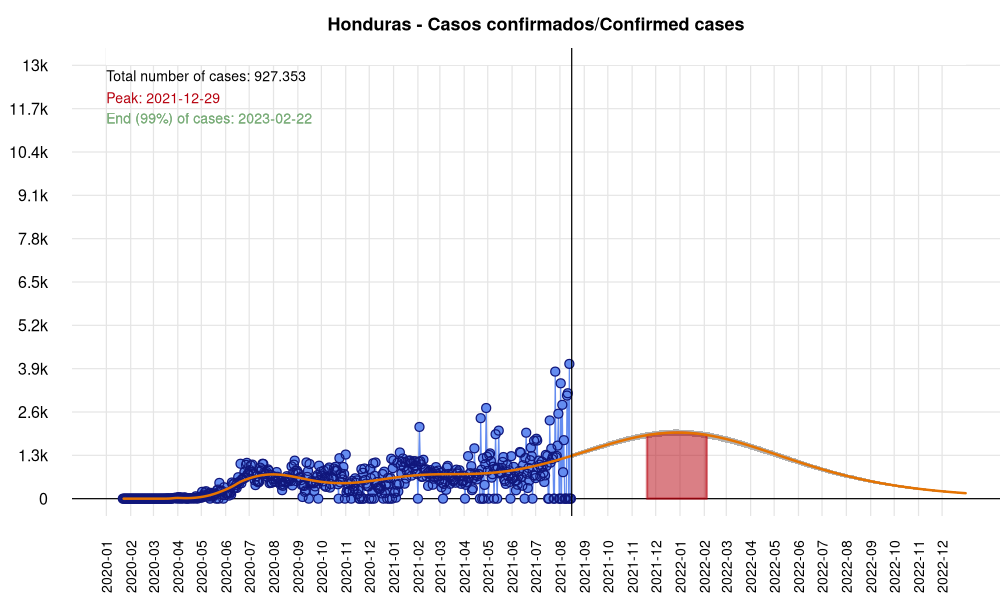 Honduras - Casos confirmados/Confirmed cases
Total number of cases: 927.353
Peak: 2021-12-29
End (99%) of cases: 2023-02-22
13k
11.7k
10.4k
9.1k
7.8k
6.5k
5.2k
3.9k
2.6k
1.3k
0
2020-01
2020-02
2020-03
2020-04
2020-05
2020-06
2020-07
2020-08
2020-09
2020-10
2020-11
2020-12
2021-01
2021-02
2021-03
2021-04
2021-05
2021-06
2021-07
2021-08
2021-09
2021-10
2021-11
2021-12
2022-01
2022-02
2022-03
2022-04
2022-05
2022-06
2022-07
2022-08
2022-09
2022-10
2022-11
2022-12